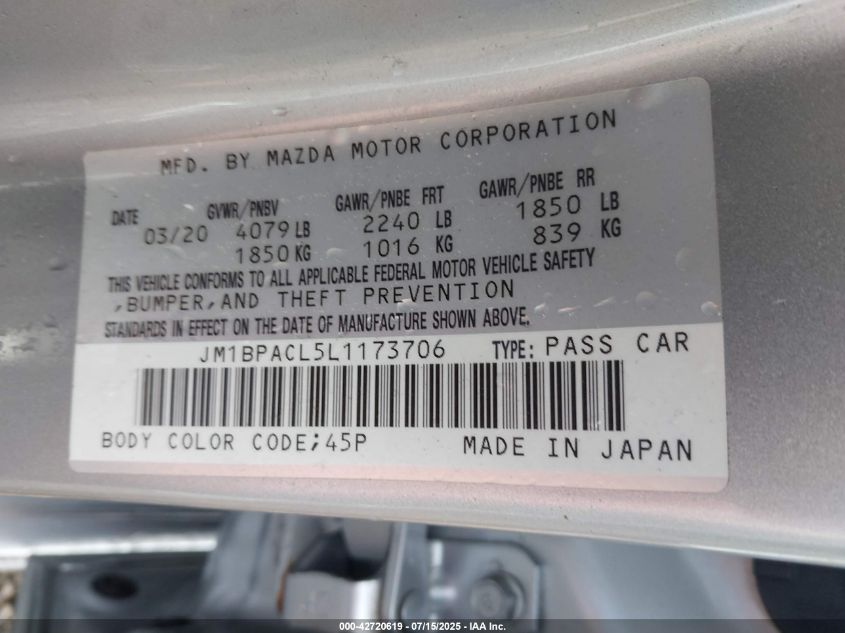 MFD. BY MAZDA MOTOR CORPORATION
DATE GVWR/PNBV GAWR/PNBE FRT GAWR/PNBE RR
03/20 4079 LB 2240 LB 1850 LB
1850 KG 1016 KG 839 KG
THIS VEHICLE CONFORMS TO ALL APPLICABLE FEDERAL MOTOR VEHICLE SAFETY
,BUMPER,AND THEFT PREVENTION
STANDARDS IN EFFECT ON THE DATE OF MANUFACTURE SHOWN ABOVE.
JM1BPACL5L1173706 TYPE: PASS CAR
BODY COLOR CODE;45P MADE IN JAPAN
000-42720619 - 07/15/2025 - IAA Inc.